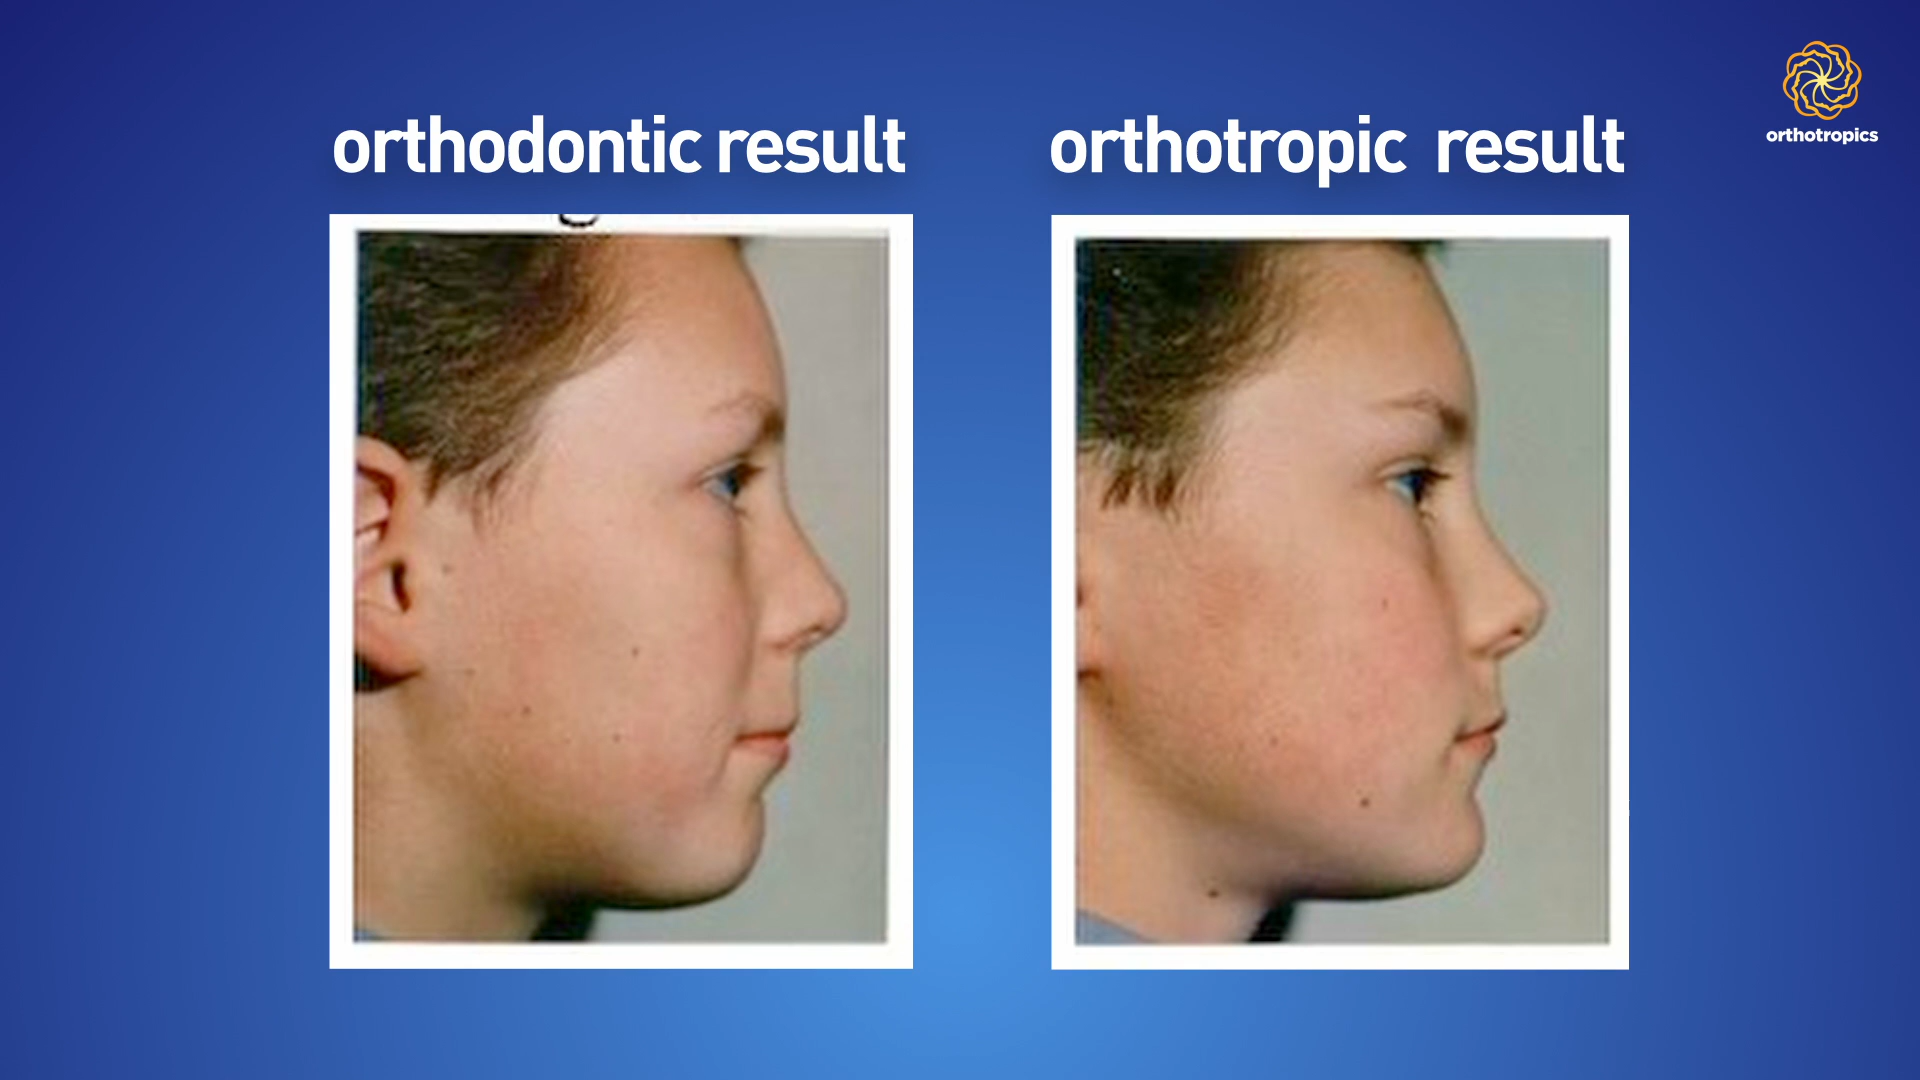 orthodontic result
orthotropic result
orthotropics